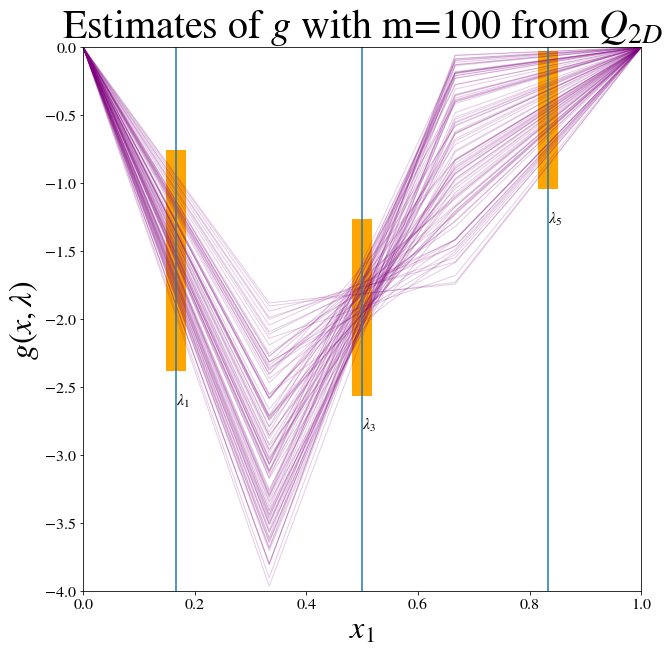 Estimates of g with m=100 from Q2D
0.0
−0.5
−1.0
−1.5
−2.0
−2.5
−3.0
−3.5
−4.0
g(x, λ)
λ1
λ3
λ5
0.0 0.2 0.4 0.6 0.8 1.0
x1